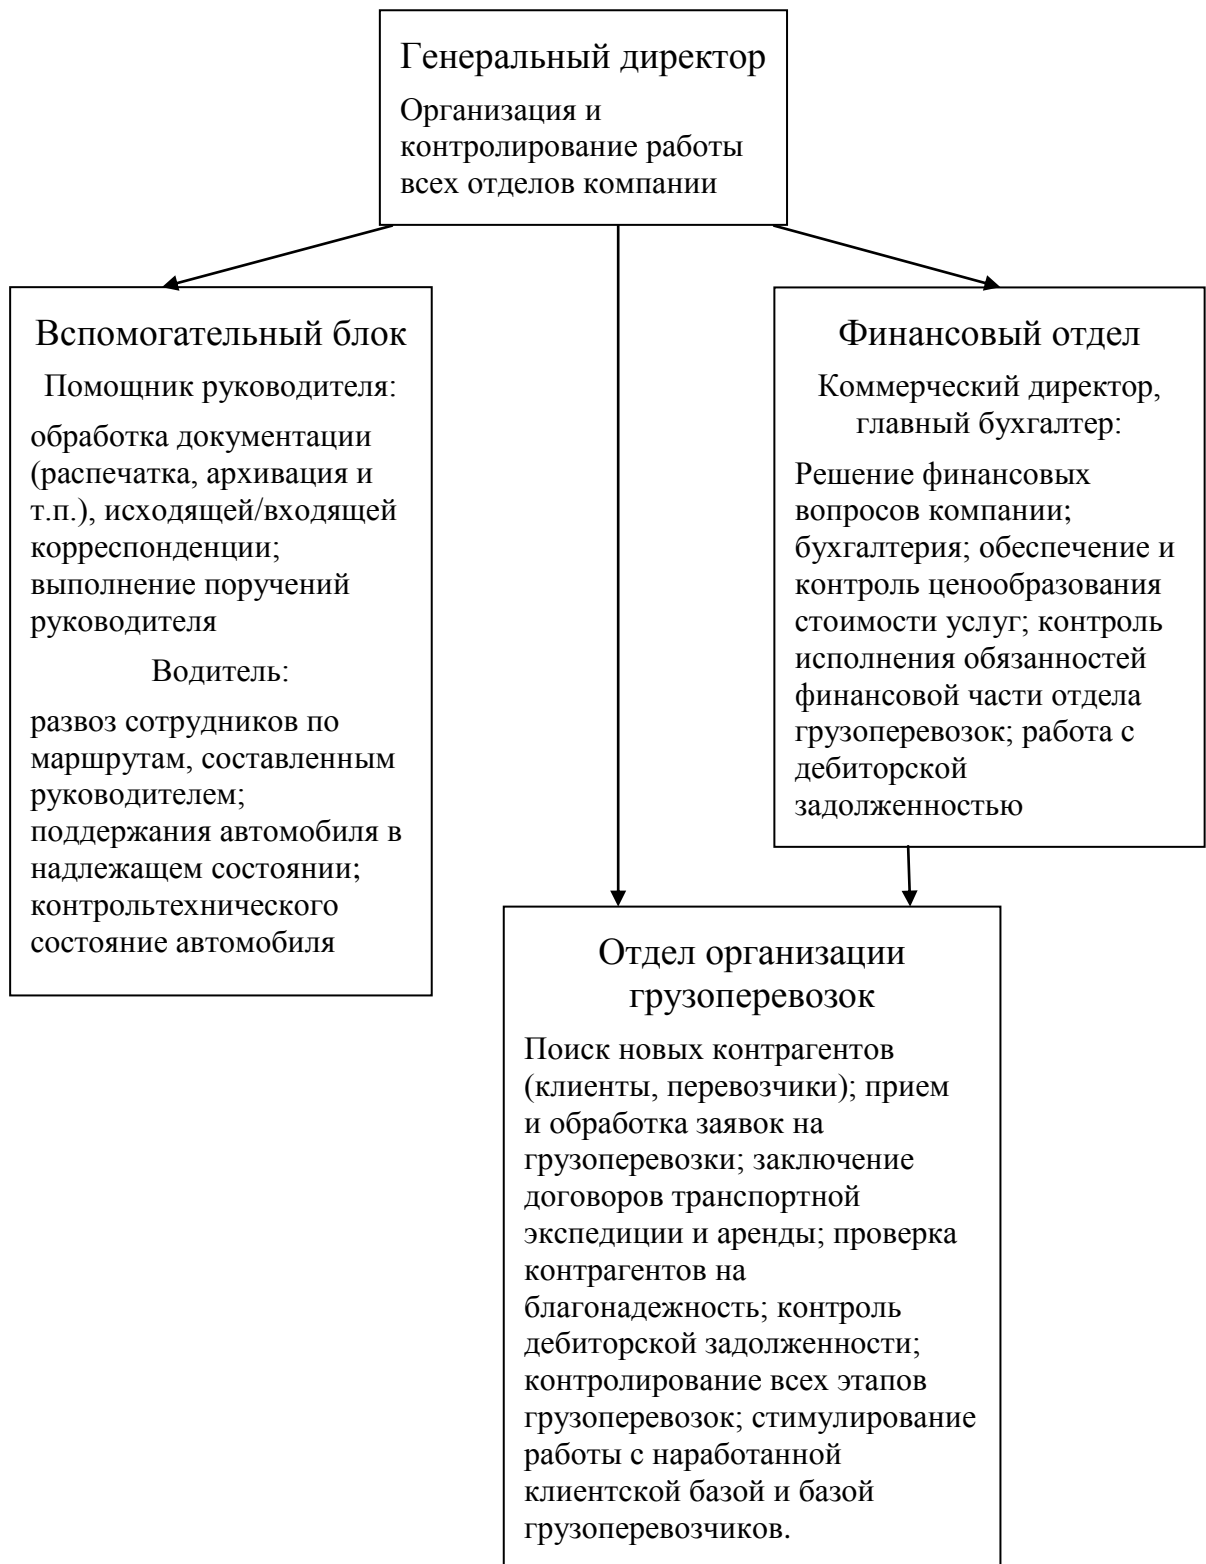 Генеральный директор
Организация и
контролирование работы
всех отделов компании
Вспомогательный блок
Помощник руководителя:
обработка документации
(распечатка, архивация и
т.п.), исходящей/входящей
корреспонденции;
выполнение поручений
руководителя
Водитель:
развоз сотрудников по
маршрутам, составленным
руководителем;
поддержания автомобиля в
надлежащем состоянии;
контрольтехнического
состояние автомобиля
Финансовый отдел
Коммерческий директор,
главный бухгалтер:
Решение финансовых
вопросов компании;
бухгалтерия; обеспечение и
контроль ценообразования
стоимости услуг; контроль
исполнения обязанностей
финансовой части отдела
грузоперевозок; работа с
дебиторской
задолженностью
Отдел организации
грузоперевозок
Поиск новых контрагентов
(клиенты, перевозчики); прием
и обработка заявок на
грузоперевозки; заключение
договоров транспортной
экспедиции и аренды; проверка
контрагентов на
благонадежность; контроль
дебиторской задолженности;
контролирование всех этапов
грузоперевозок; стимулирование
работы с наработанной
клиентской базой и базой
грузоперевозчиков.